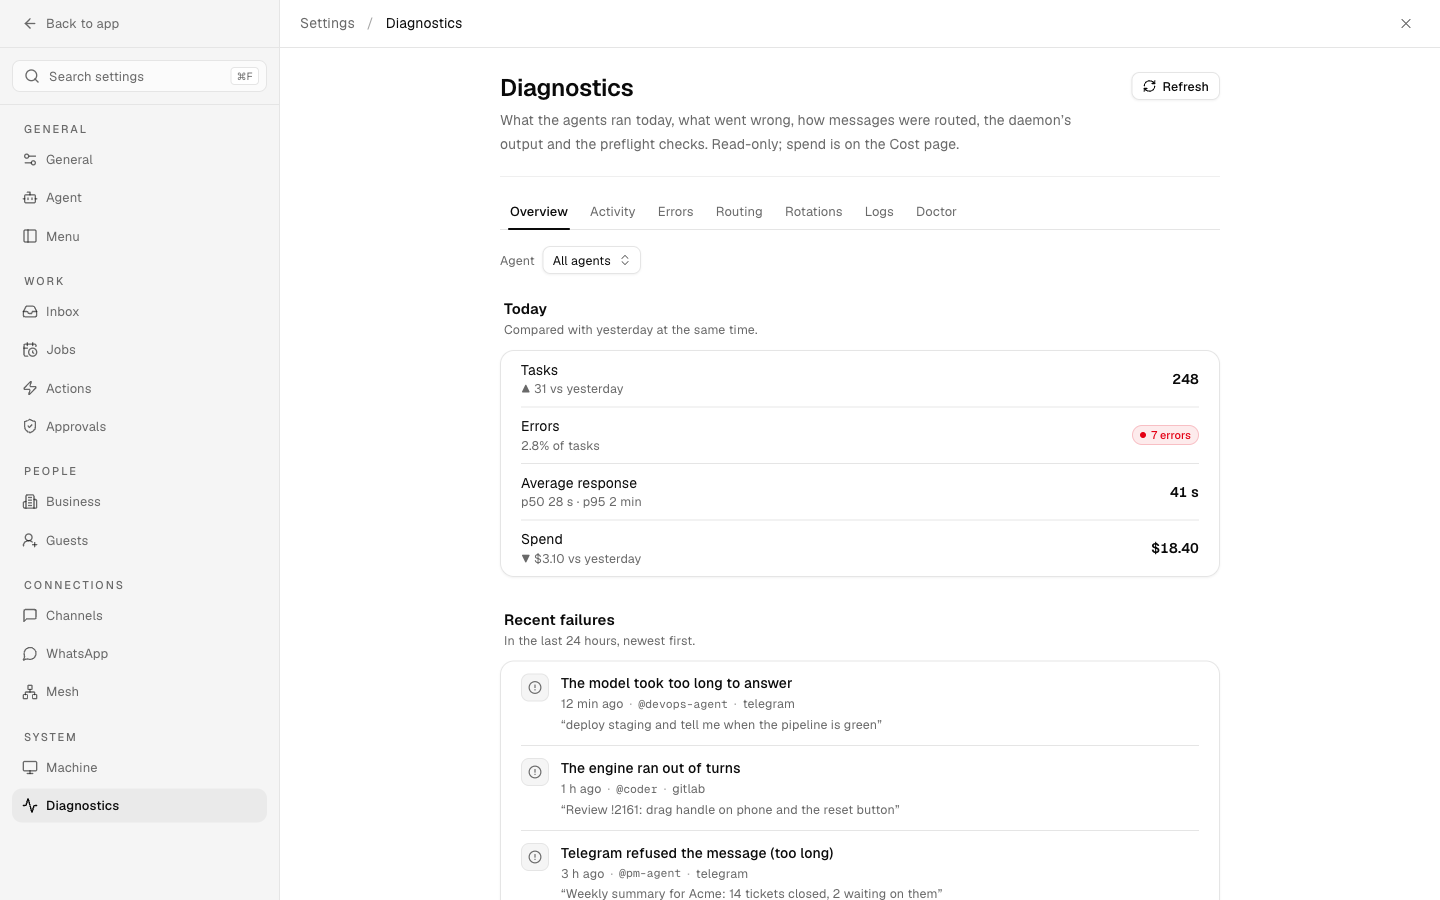 Back to app
Settings / Diagnostics
Search settings ⌘F
GENERAL
General
Agent
Menu
WORK
Inbox
Jobs
Actions
Approvals
PEOPLE
Business
Guests
CONNECTIONS
Channels
WhatsApp
Mesh
SYSTEM
Machine
Diagnostics
Diagnostics
Refresh
What the agents ran today, what went wrong, how messages were routed, the daemon’s
output and the preflight checks. Read-only; spend is on the Cost page.
Overview Activity Errors Routing Rotations Logs Doctor
Agent All agents
Today
Compared with yesterday at the same time.
Tasks
▲ 31 vs yesterday
248
Errors
2.8% of tasks
7 errors
Average response
p50 28 s · p95 2 min
41 s
Spend
▼ $3.10 vs yesterday
$18.40
Recent failures
In the last 24 hours, newest first.
The model took too long to answer
12 min ago · @devops-agent · telegram
“deploy staging and tell me when the pipeline is green”
The engine ran out of turns
1 h ago · @coder · gitlab
“Review !2161: drag handle on phone and the reset button”
Telegram refused the message (too long)
3 h ago · @pm-agent · telegram
“Weekly summary for Acme: 14 tickets closed, 2 waiting on them”